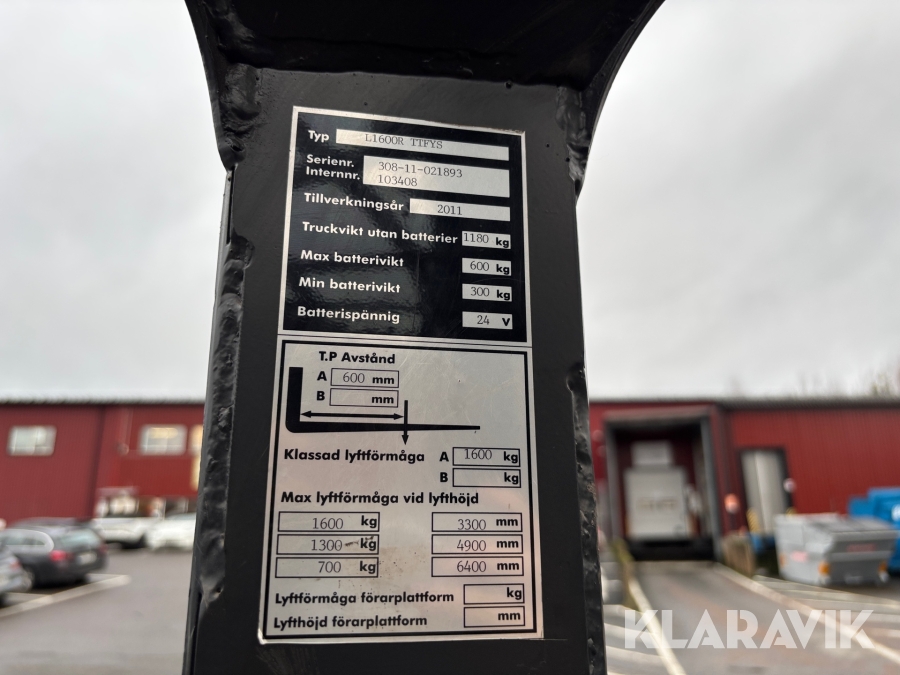 Typ L1600R TTFYS
Serienr. 308-11-021893
Internnr. 103408
Tillverkningsår 2011
Truckvikt utan batterier 1180 kg
Max batterivikt 600 kg
Min batterivikt 300 kg
Batterispännig 24 V
T.P Avstånd
A 600 mm
B mm
Klassad lyftförmåga A 1600 kg
B kg
Max lyftförmåga vid lyfthöjd
1600 kg 3300 mm
1300 kg 4900 mm
700 kg 6400 mm
Lyftförmåga förarplattform kg
Lyfthöjd förarplattform mm
KLARAVIK